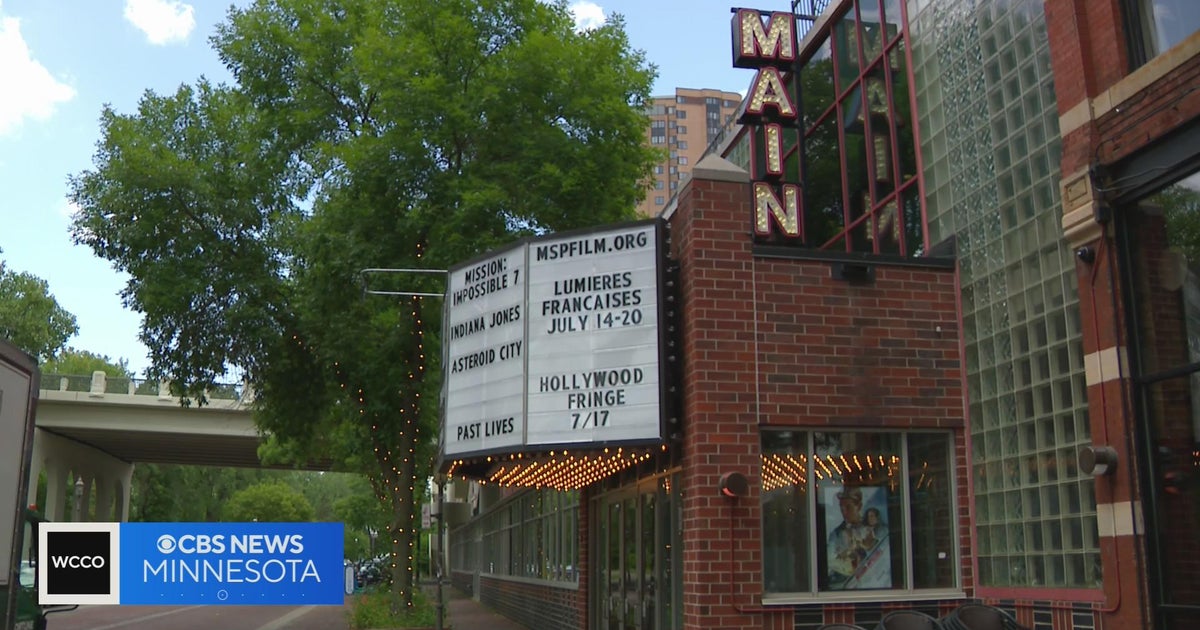 MAIN
MISSION:
IMPOSSIBLE 7
INDIANA JONES
ASTEROID CITY
PAST LIVES
MSPFILM.ORG
LUMIERES
FRANCAISES
JULY 14-20
HOLLYWOOD
FRINGE
7/17
WCCO
CBS NEWS
MINNESOTA